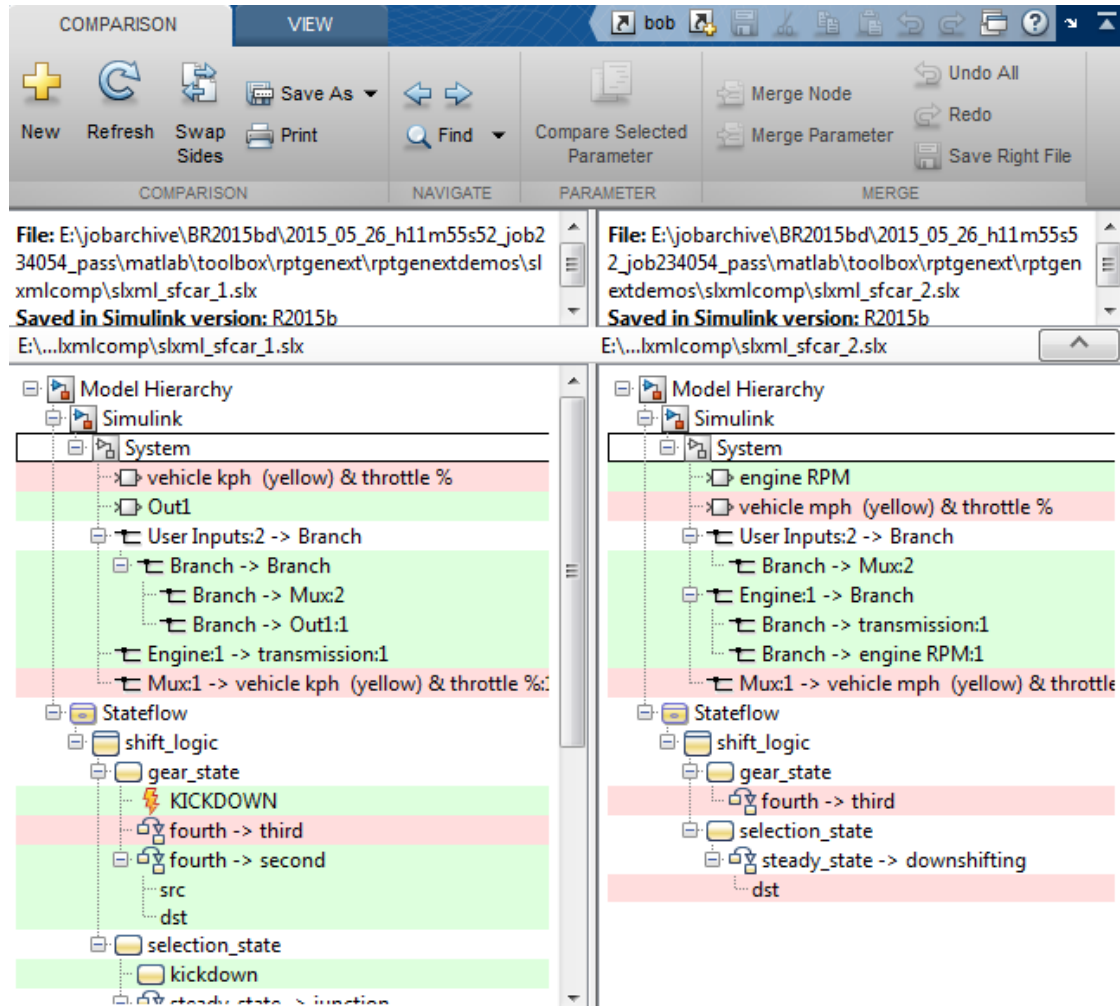 COMPARISON VIEW bob
New Refresh Swap Sides Save As Print Find Compare Selected Parameter Merge Node Merge Parameter Undo All Redo Save Right File
COMPARISON NAVIGATE PARAMETER MERGE
File: E:\jobarchive\BR2015bd\2015_05_26_h11m55s52_job2
34054_pass\matlab\toolbox\rptgenext\rptgenextdemos\sl
xmlcomp\slxml_sfcar_1.slx
Saved in Simulink version: R2015b
File: E:\jobarchive\BR2015bd\2015_05_26_h11m55s5
2_job234054_pass\matlab\toolbox\rptgenext\rptgen
extdemos\slxmlcomp\slxml_sfcar_2.slx
Saved in Simulink version: R2015b
E:\...lxmlcomp\slxml_sfcar_1.slx
E:\...lxmlcomp\slxml_sfcar_2.slx
Model Hierarchy
Simulink
System
vehicle kph (yellow) & throttle %
Out1
User Inputs:2 -> Branch
Branch -> Branch
Branch -> Mux:2
Branch -> Out1:1
Engine:1 -> transmission:1
Mux:1 -> vehicle kph (yellow) & throttle %:1
Stateflow
shift_logic
gear_state
KICKDOWN
fourth -> third
fourth -> second
src
dst
selection_state
kickdown
steady_state -> junction
Model Hierarchy
Simulink
System
engine RPM
vehicle mph (yellow) & throttle %
User Inputs:2 -> Branch
Branch -> Mux:2
Engine:1 -> Branch
Branch -> transmission:1
Branch -> engine RPM:1
Mux:1 -> vehicle mph (yellow) & throttle
Stateflow
shift_logic
gear_state
fourth -> third
selection_state
steady_state -> downshifting
dst